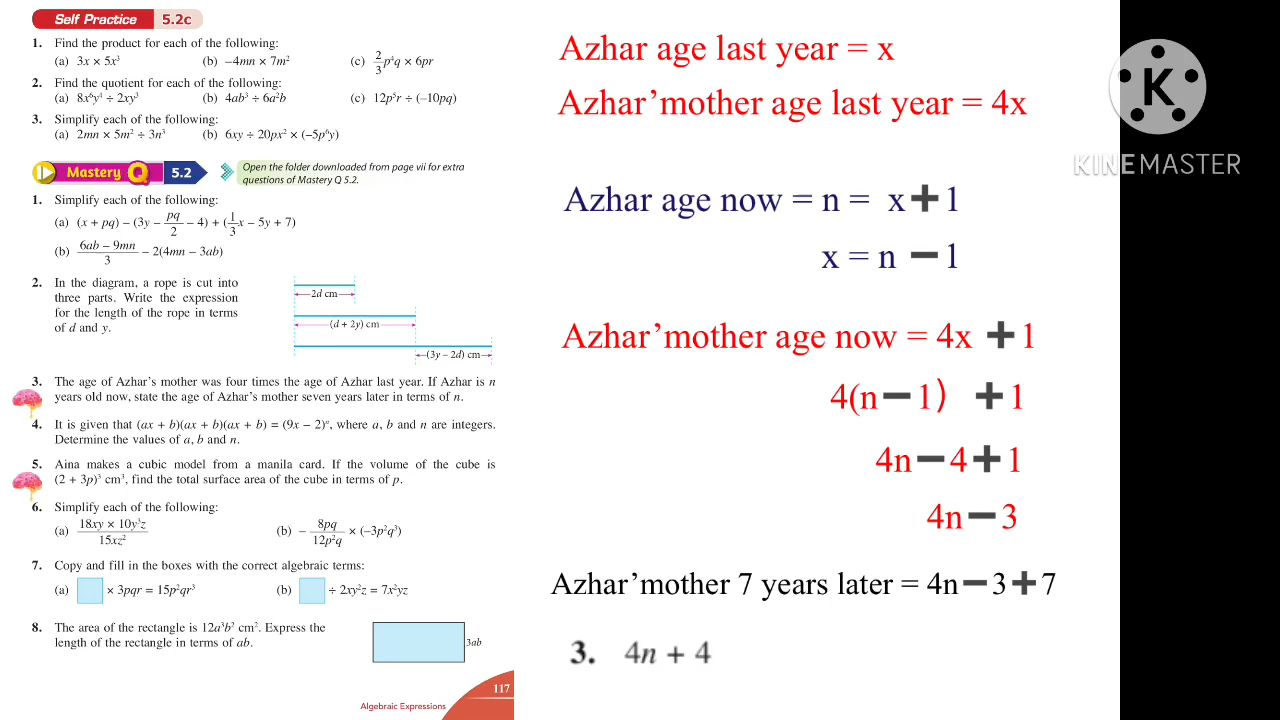 Self Practice 5.2c
1. Find the product for each of the following:
(a) 3x × 5x³ (b) –4mn × 7m² (c) 2/3 p⁴q × 6pr
2. Find the quotient for each of the following:
(a) 8x⁶y⁴ ÷ 2xy³ (b) 4ab³ ÷ 6a²b (c) 12p⁵r ÷ (–10pq)
3. Simplify each of the following:
(a) 2mn × 5m² ÷ 3n³ (b) 6xy ÷ 20px² × (–5p⁶y)
Mastery Q 5.2
Open the folder downloaded from page vii for extra
questions of Mastery Q 5.2.
1. Simplify each of the following:
(a) (x + pq) – (3y – pq/2 – 4) + (1/3 x – 5y + 7)
(b) 6ab – 9mn/3 – 2(4mn – 3ab)
2. In the diagram, a rope is cut into
three parts. Write the expression
for the length of the rope in terms
of d and y.
2d cm
(d + 2y) cm
(3y – 2d) cm
3. The age of Azhar's mother was four times the age of Azhar last year. If Azhar is n
years old now, state the age of Azhar's mother seven years later in terms of n.
4. It is given that (ax + b)(ax + b)(ax + b) = (9x – 2)ⁿ, where a, b and n are integers.
Determine the values of a, b and n.
5. Aina makes a cubic model from a manila card. If the volume of the cube is
(2 + 3p)³ cm³, find the total surface area of the cube in terms of p.
6. Simplify each of the following:
(a) 18xy × 10y³z/15xz² (b) – 8pq/12p²q × (–3p²q³)
7. Copy and fill in the boxes with the correct algebraic terms:
(a) × 3pqr = 15p²qr³ (b) ÷ 2xy²z = 7x²yz
8. The area of the rectangle is 12a³b² cm². Express the
length of the rectangle in terms of ab.
3ab
117
Algebraic Expressions
Azhar age last year = x
Azhar'mother age last year = 4x
Azhar age now = n = x + 1
x = n − 1
Azhar'mother age now = 4x + 1
4(n − 1) + 1
4n − 4 + 1
4n − 3
Azhar'mother 7 years later = 4n − 3 + 7
3. 4n + 4
K
KINEMASTER